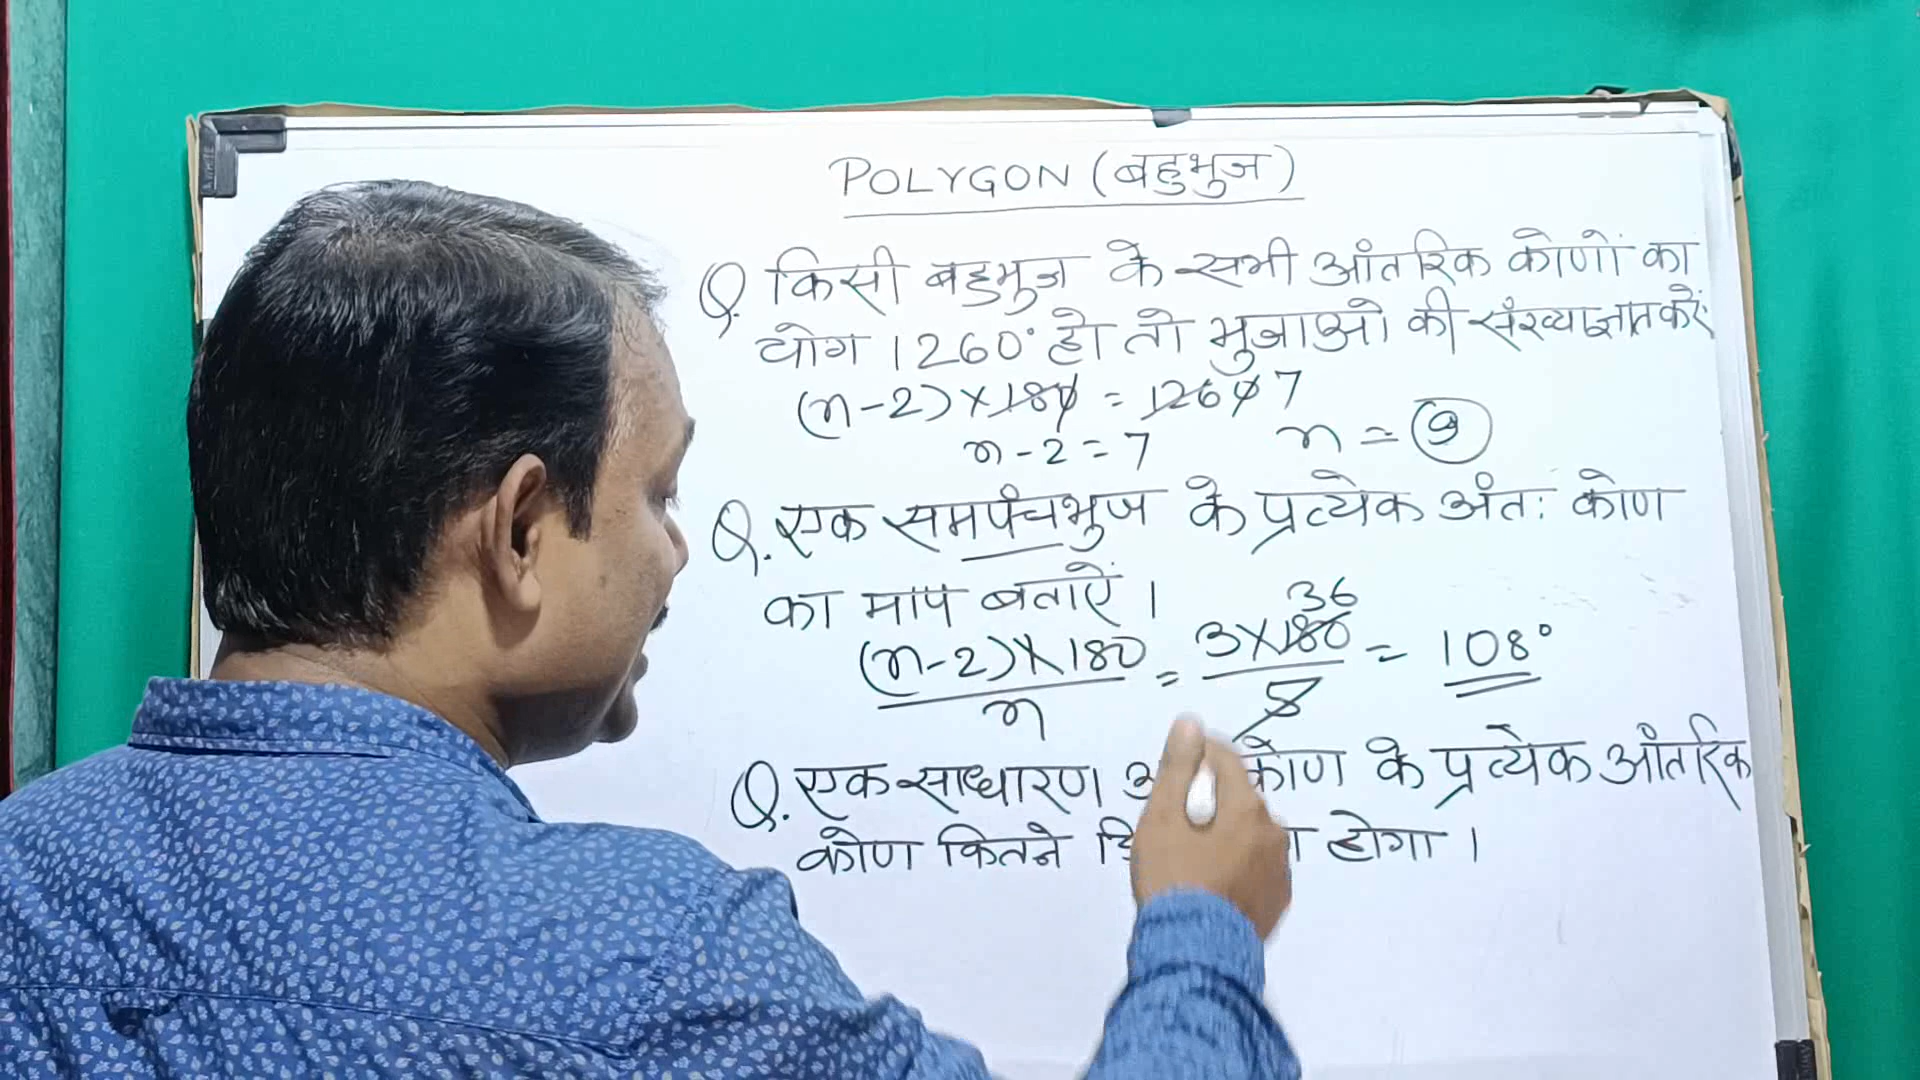 POLYGON (बहुभुज)
Q. किसी बहुभुज के सभी आंतरिक कोणों का
योग 1260° हो तो भुजाओ की संख्या ज्ञात करें
(n-2) × 180 = 1260 7
n - 2 = 7 n = 9
Q. एक समपंचभुज के प्रत्येक अंतः कोण
का माप बताऐं ।
36
(n-2) × 180 = 3 × 180 = 108°
n 5
Q. एक साधारण कोण के प्रत्येक आंतरिक
कोण कितने होगा ।